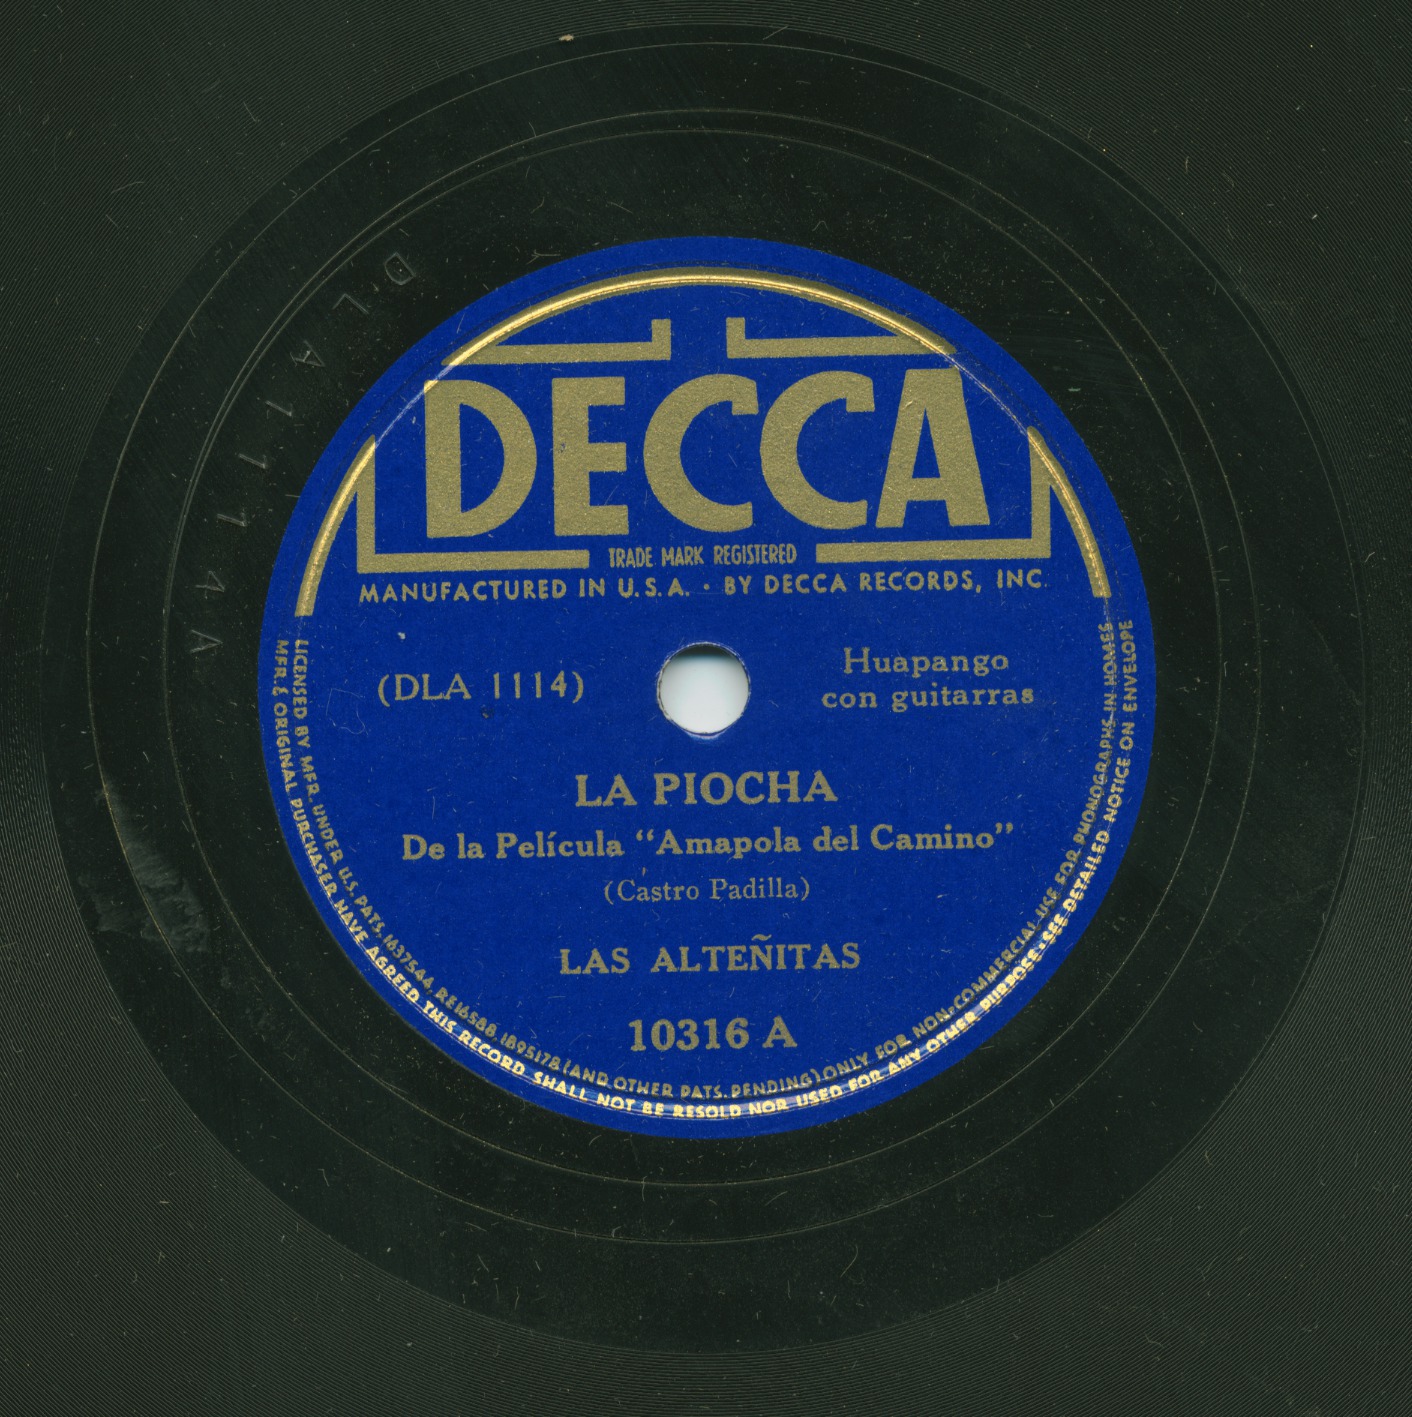 DECCA
TRADE MARK REGISTERED
MANUFACTURED IN U.S.A. · BY DECCA RECORDS, INC.
(DLA 1114)
Huapango
con guitarras
LA PIOCHA
De la Película “Amapola del Camino”
(Castro Padilla)
LAS ALTEÑITAS
10316 A
LICENSED BY MFR. UNDER U.S. PATS. 1637544, RE16588, 1895178 (AND OTHER PATS. PENDING) ONLY FOR NON-COMMERCIAL USE FOR PHONOGRAPHS IN HOMES
MFR. & ORIGINAL PURCHASER HAVE AGREED THIS RECORD SHALL NOT BE RESOLD NOR USED FOR ANY OTHER PURPOSE. SEE DETAILED NOTICE ON ENVELOPE
DLA 1114 A